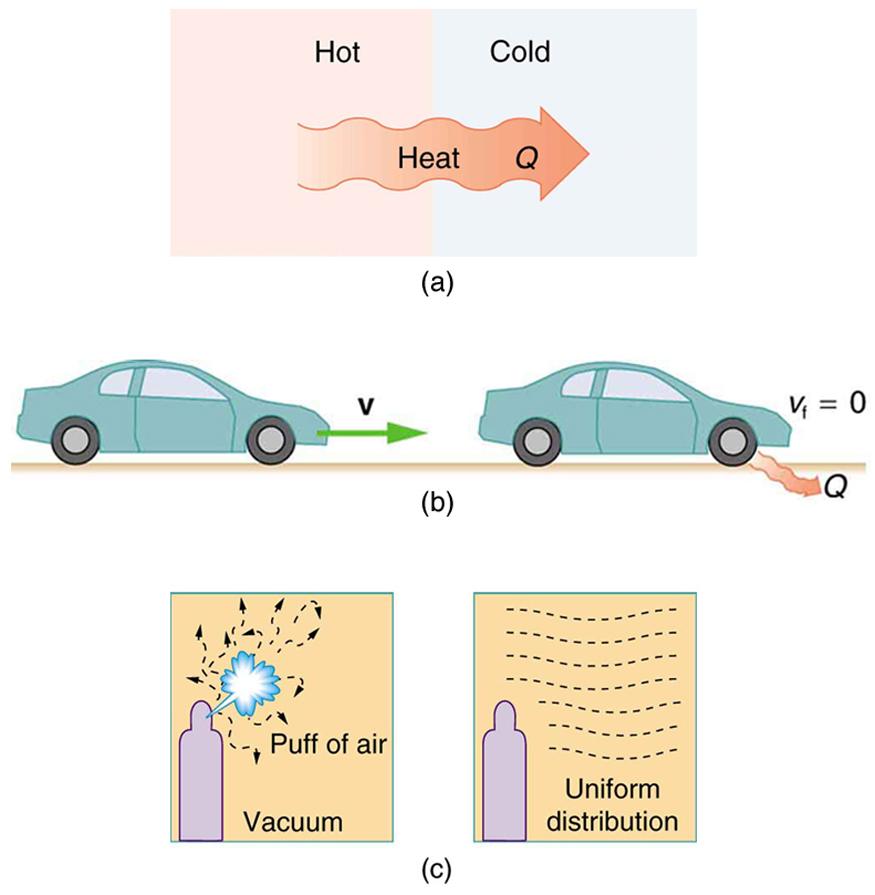 Hot
Cold
Heat Q
(a)
v
v_f = 0
Q
(b)
Puff of air
Vacuum
Uniform
distribution
(c)